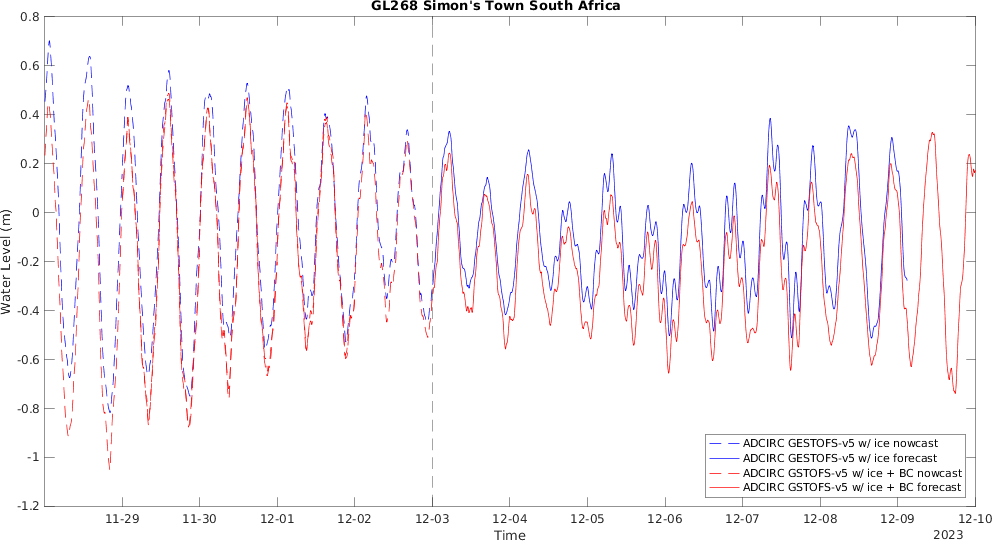 GL268 Simon's Town South Africa
0.8
0.6
0.4
0.2
0
-0.2
-0.4
-0.6
-0.8
-1
-1.2
Water Level (m)
ADCIRC GESTOFS-v5 w/ ice nowcast
ADCIRC GESTOFS-v5 w/ ice forecast
ADCIRC GSTOFS-v5 w/ ice + BC nowcast
ADCIRC GSTOFS-v5 w/ ice + BC forecast
11-29 11-30 12-01 12-02 12-03 12-04 12-05 12-06 12-07 12-08 12-09 12-10
Time
2023